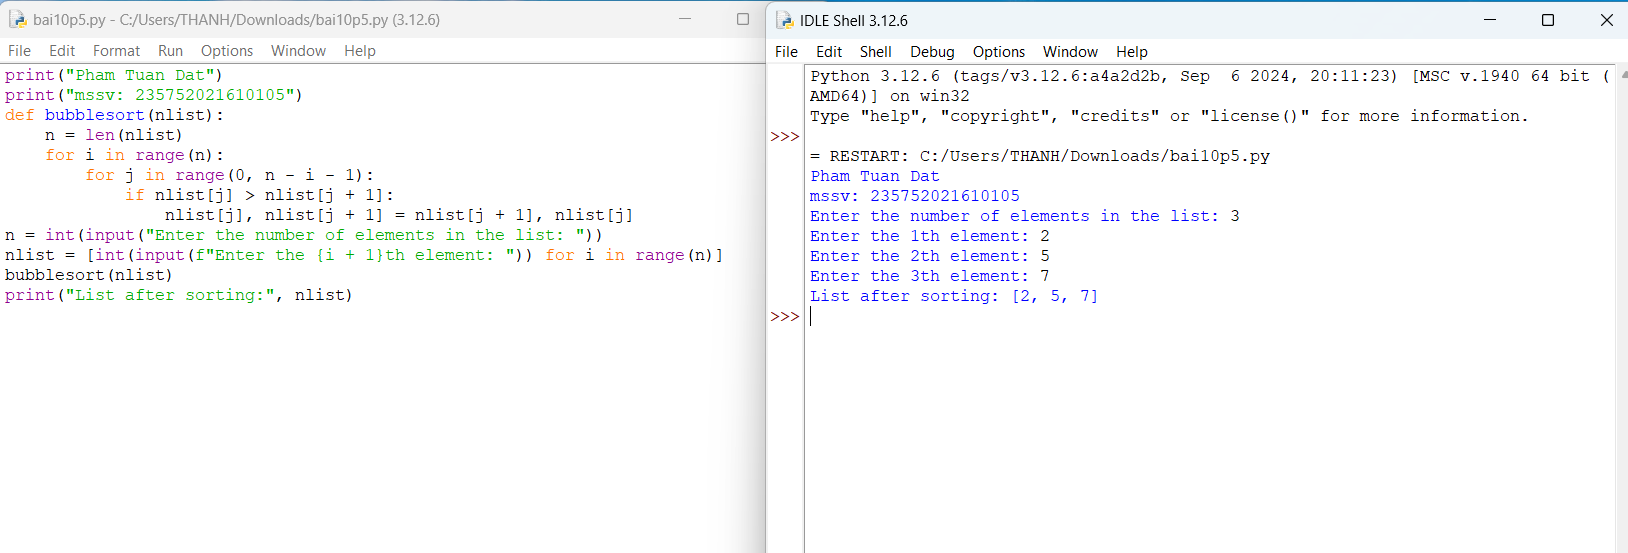 bai10p5.py - C:/Users/THANH/Downloads/bai10p5.py (3.12.6)
File Edit Format Run Options Window Help
print("Pham Tuan Dat")
print("mssv: 235752021610105")
def bubblesort(nlist):
    n = len(nlist)
    for i in range(n):
        for j in range(0, n - i - 1):
            if nlist[j] > nlist[j + 1]:
                nlist[j], nlist[j + 1] = nlist[j + 1], nlist[j]
n = int(input("Enter the number of elements in the list: "))
nlist = [int(input(f"Enter the {i + 1}th element: ")) for i in range(n)]
bubblesort(nlist)
print("List after sorting:", nlist)
IDLE Shell 3.12.6
File Edit Shell Debug Options Window Help
Python 3.12.6 (tags/v3.12.6:a4a2d2b, Sep  6 2024, 20:11:23) [MSC v.1940 64 bit (
AMD64)] on win32
Type "help", "copyright", "credits" or "license()" for more information.
>>>
= RESTART: C:/Users/THANH/Downloads/bai10p5.py
Pham Tuan Dat
mssv: 235752021610105
Enter the number of elements in the list: 3
Enter the 1th element: 2
Enter the 2th element: 5
Enter the 3th element: 7
List after sorting: [2, 5, 7]
>>>